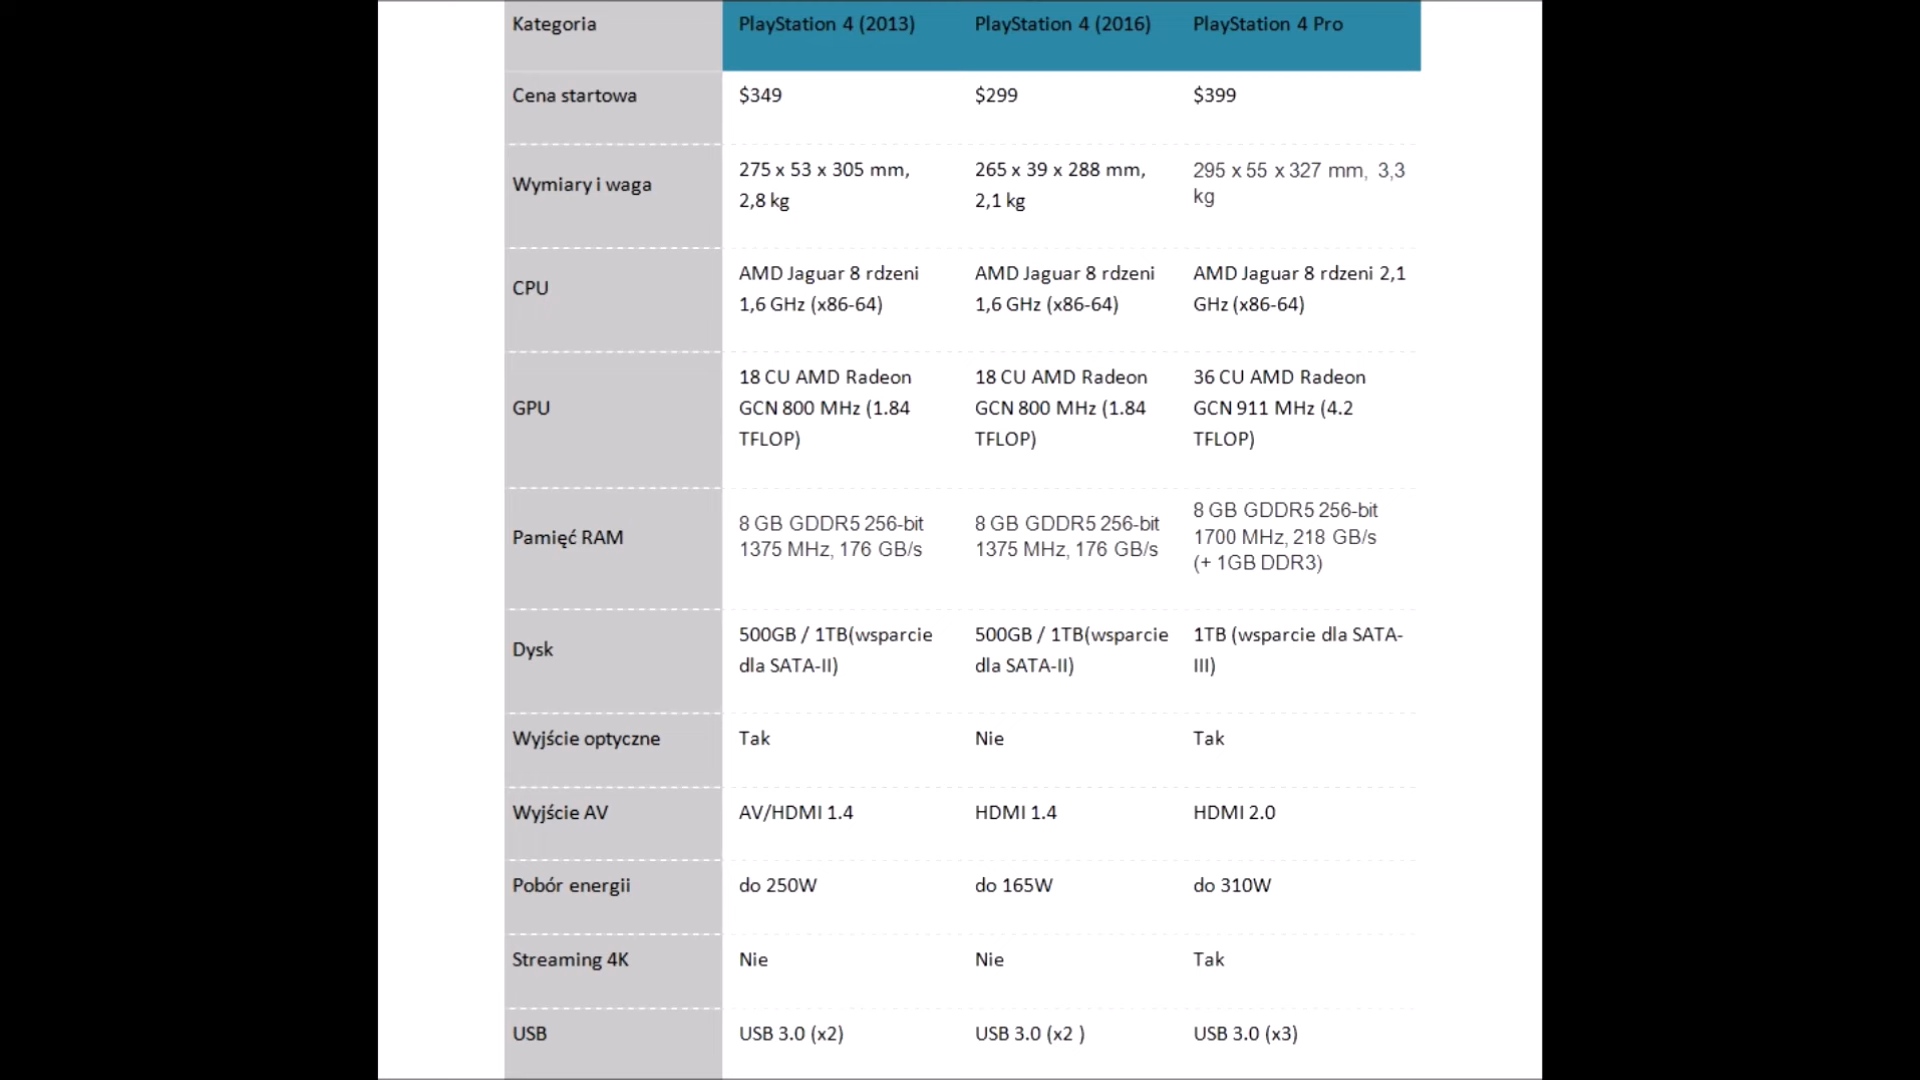 Kategoria PlayStation 4 (2013) PlayStation 4 (2016) PlayStation 4 Pro
Cena startowa $349 $299 $399
Wymiary i waga
275 x 53 x 305 mm,
2,8 kg
265 x 39 x 288 mm,
2,1 kg
295 x 55 x 327 mm, 3,3
kg
CPU
AMD Jaguar 8 rdzeni
1,6 GHz (x86-64)
AMD Jaguar 8 rdzeni
1,6 GHz (x86-64)
AMD Jaguar 8 rdzeni 2,1
GHz (x86-64)
GPU
18 CU AMD Radeon
GCN 800 MHz (1.84
TFLOP)
18 CU AMD Radeon
GCN 800 MHz (1.84
TFLOP)
36 CU AMD Radeon
GCN 911 MHz (4.2
TFLOP)
Pamięć RAM
8 GB GDDR5 256-bit
1375 MHz, 176 GB/s
8 GB GDDR5 256-bit
1375 MHz, 176 GB/s
8 GB GDDR5 256-bit
1700 MHz, 218 GB/s
(+ 1GB DDR3)
Dysk
500GB / 1TB(wsparcie
dla SATA-II)
500GB / 1TB(wsparcie
dla SATA-II)
1TB (wsparcie dla SATA-
III)
Wyjście optyczne Tak Nie Tak
Wyjście AV AV/HDMI 1.4 HDMI 1.4 HDMI 2.0
Pobór energii do 250W do 165W do 310W
Streaming 4K Nie Nie Tak
USB USB 3.0 (x2) USB 3.0 (x2 ) USB 3.0 (x3)